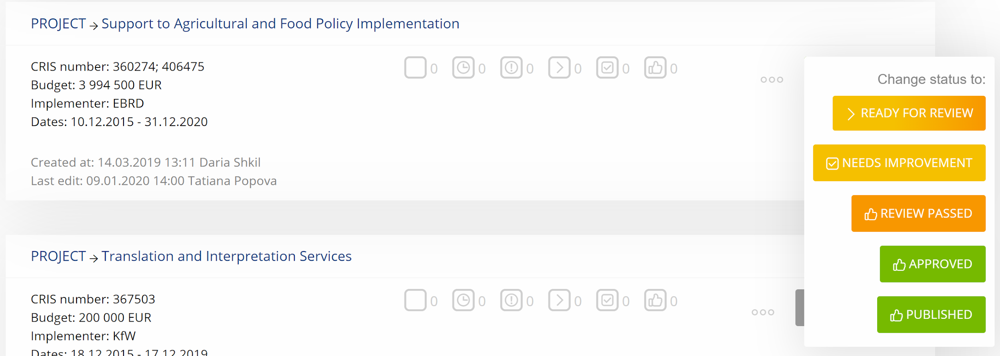 PROJECT → Support to Agricultural and Food Policy Implementation
CRIS number: 360274; 406475
Budget: 3 994 500 EUR
Implementer: EBRD
Dates: 10.12.2015 - 31.12.2020
0 0 0 0 0 0
Created at: 14.03.2019 13:11 Daria Shkil
Last edit: 09.01.2020 14:00 Tatiana Popova
Change status to:
READY FOR REVIEW
NEEDS IMPROVEMENT
REVIEW PASSED
APPROVED
PUBLISHED
PROJECT → Translation and Interpretation Services
CRIS number: 367503
Budget: 200 000 EUR
Implementer: KfW
Dates: 18.12.2015 - 17.12.2019
0 0 0 0 0 0